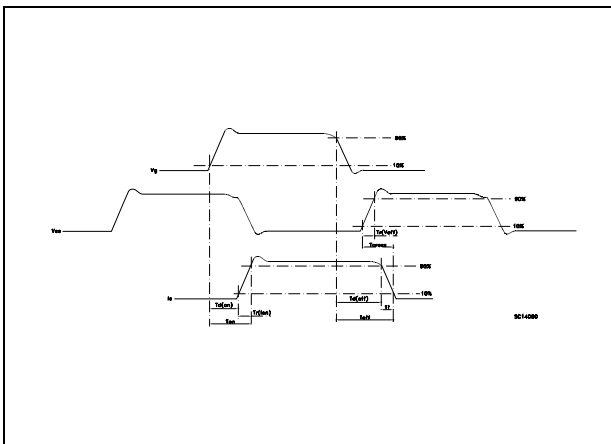 90%
Vg
10%
90%
Vce
10%
Tr(Voff)
Tcross
90%
Ic
10%
Td(on)
Td(off)
Tf
Tr(Ion)
Ton
Toff
SC14080